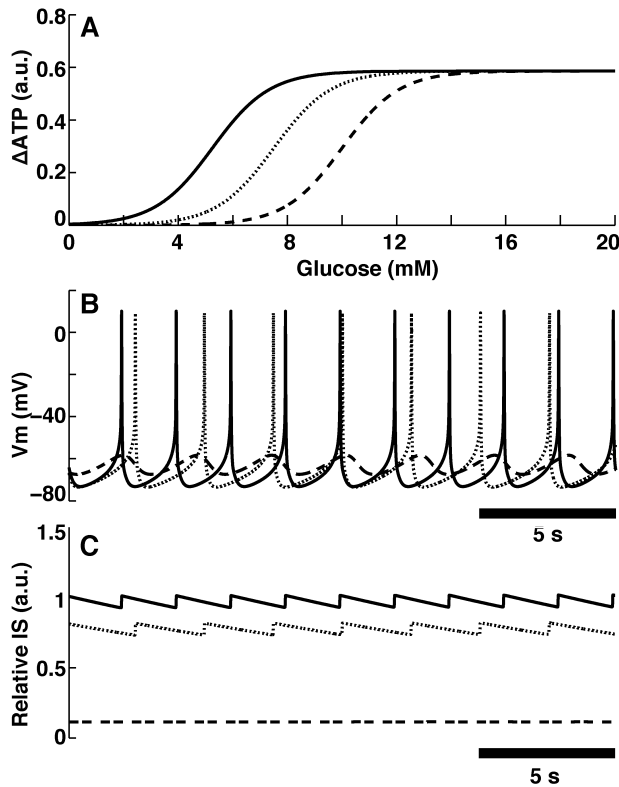 A
0.8
0.6
0.4
0.2
0
ΔATP (a.u.)
0 4 8 12 16 20
Glucose (mM)
B
0
−40
−80
Vm (mV)
5 s
C
1.5
1
0.5
0
Relative IS (a.u.)
5 s